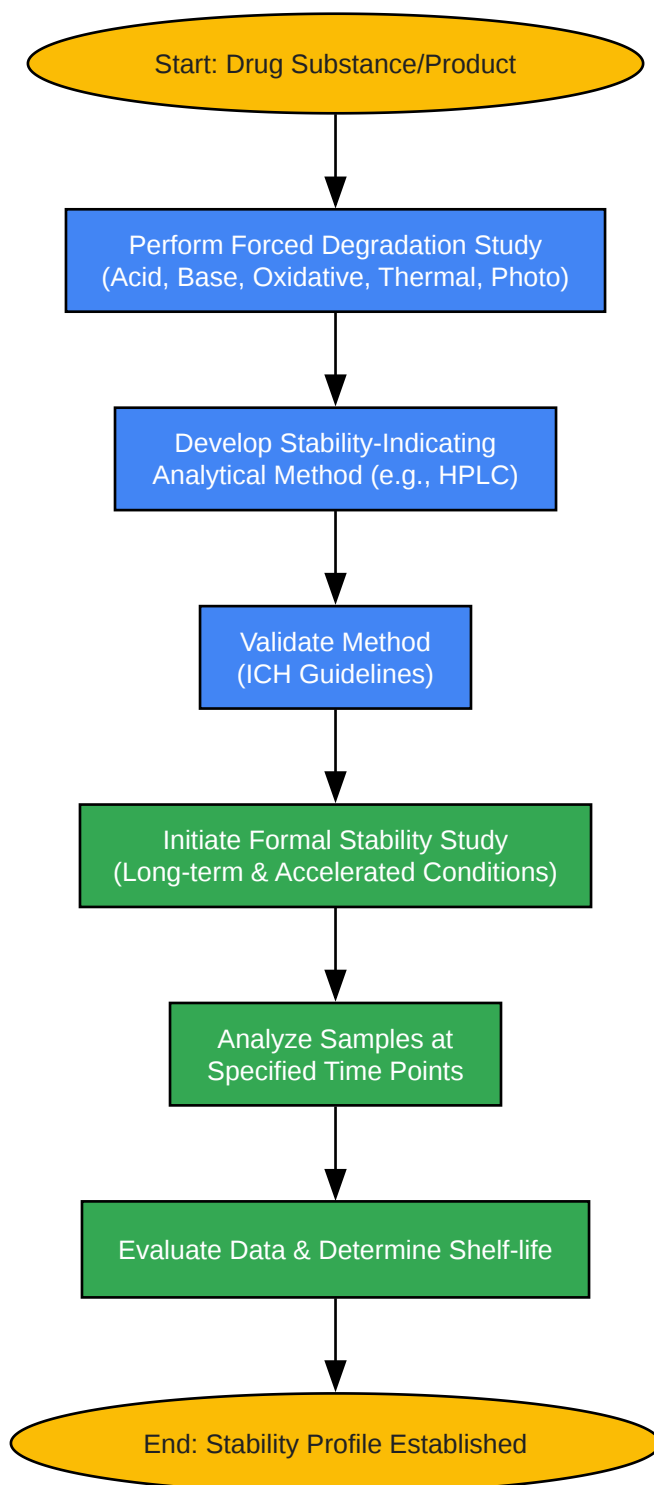 Start: Drug Substance/Product
Perform Forced Degradation Study
(Acid, Base, Oxidative, Thermal, Photo)
Develop Stability-Indicating
Analytical Method (e.g., HPLC)
Validate Method
(ICH Guidelines)
Initiate Formal Stability Study
(Long-term & Accelerated Conditions)
Analyze Samples at
Specified Time Points
Evaluate Data & Determine Shelf-life
End: Stability Profile Established